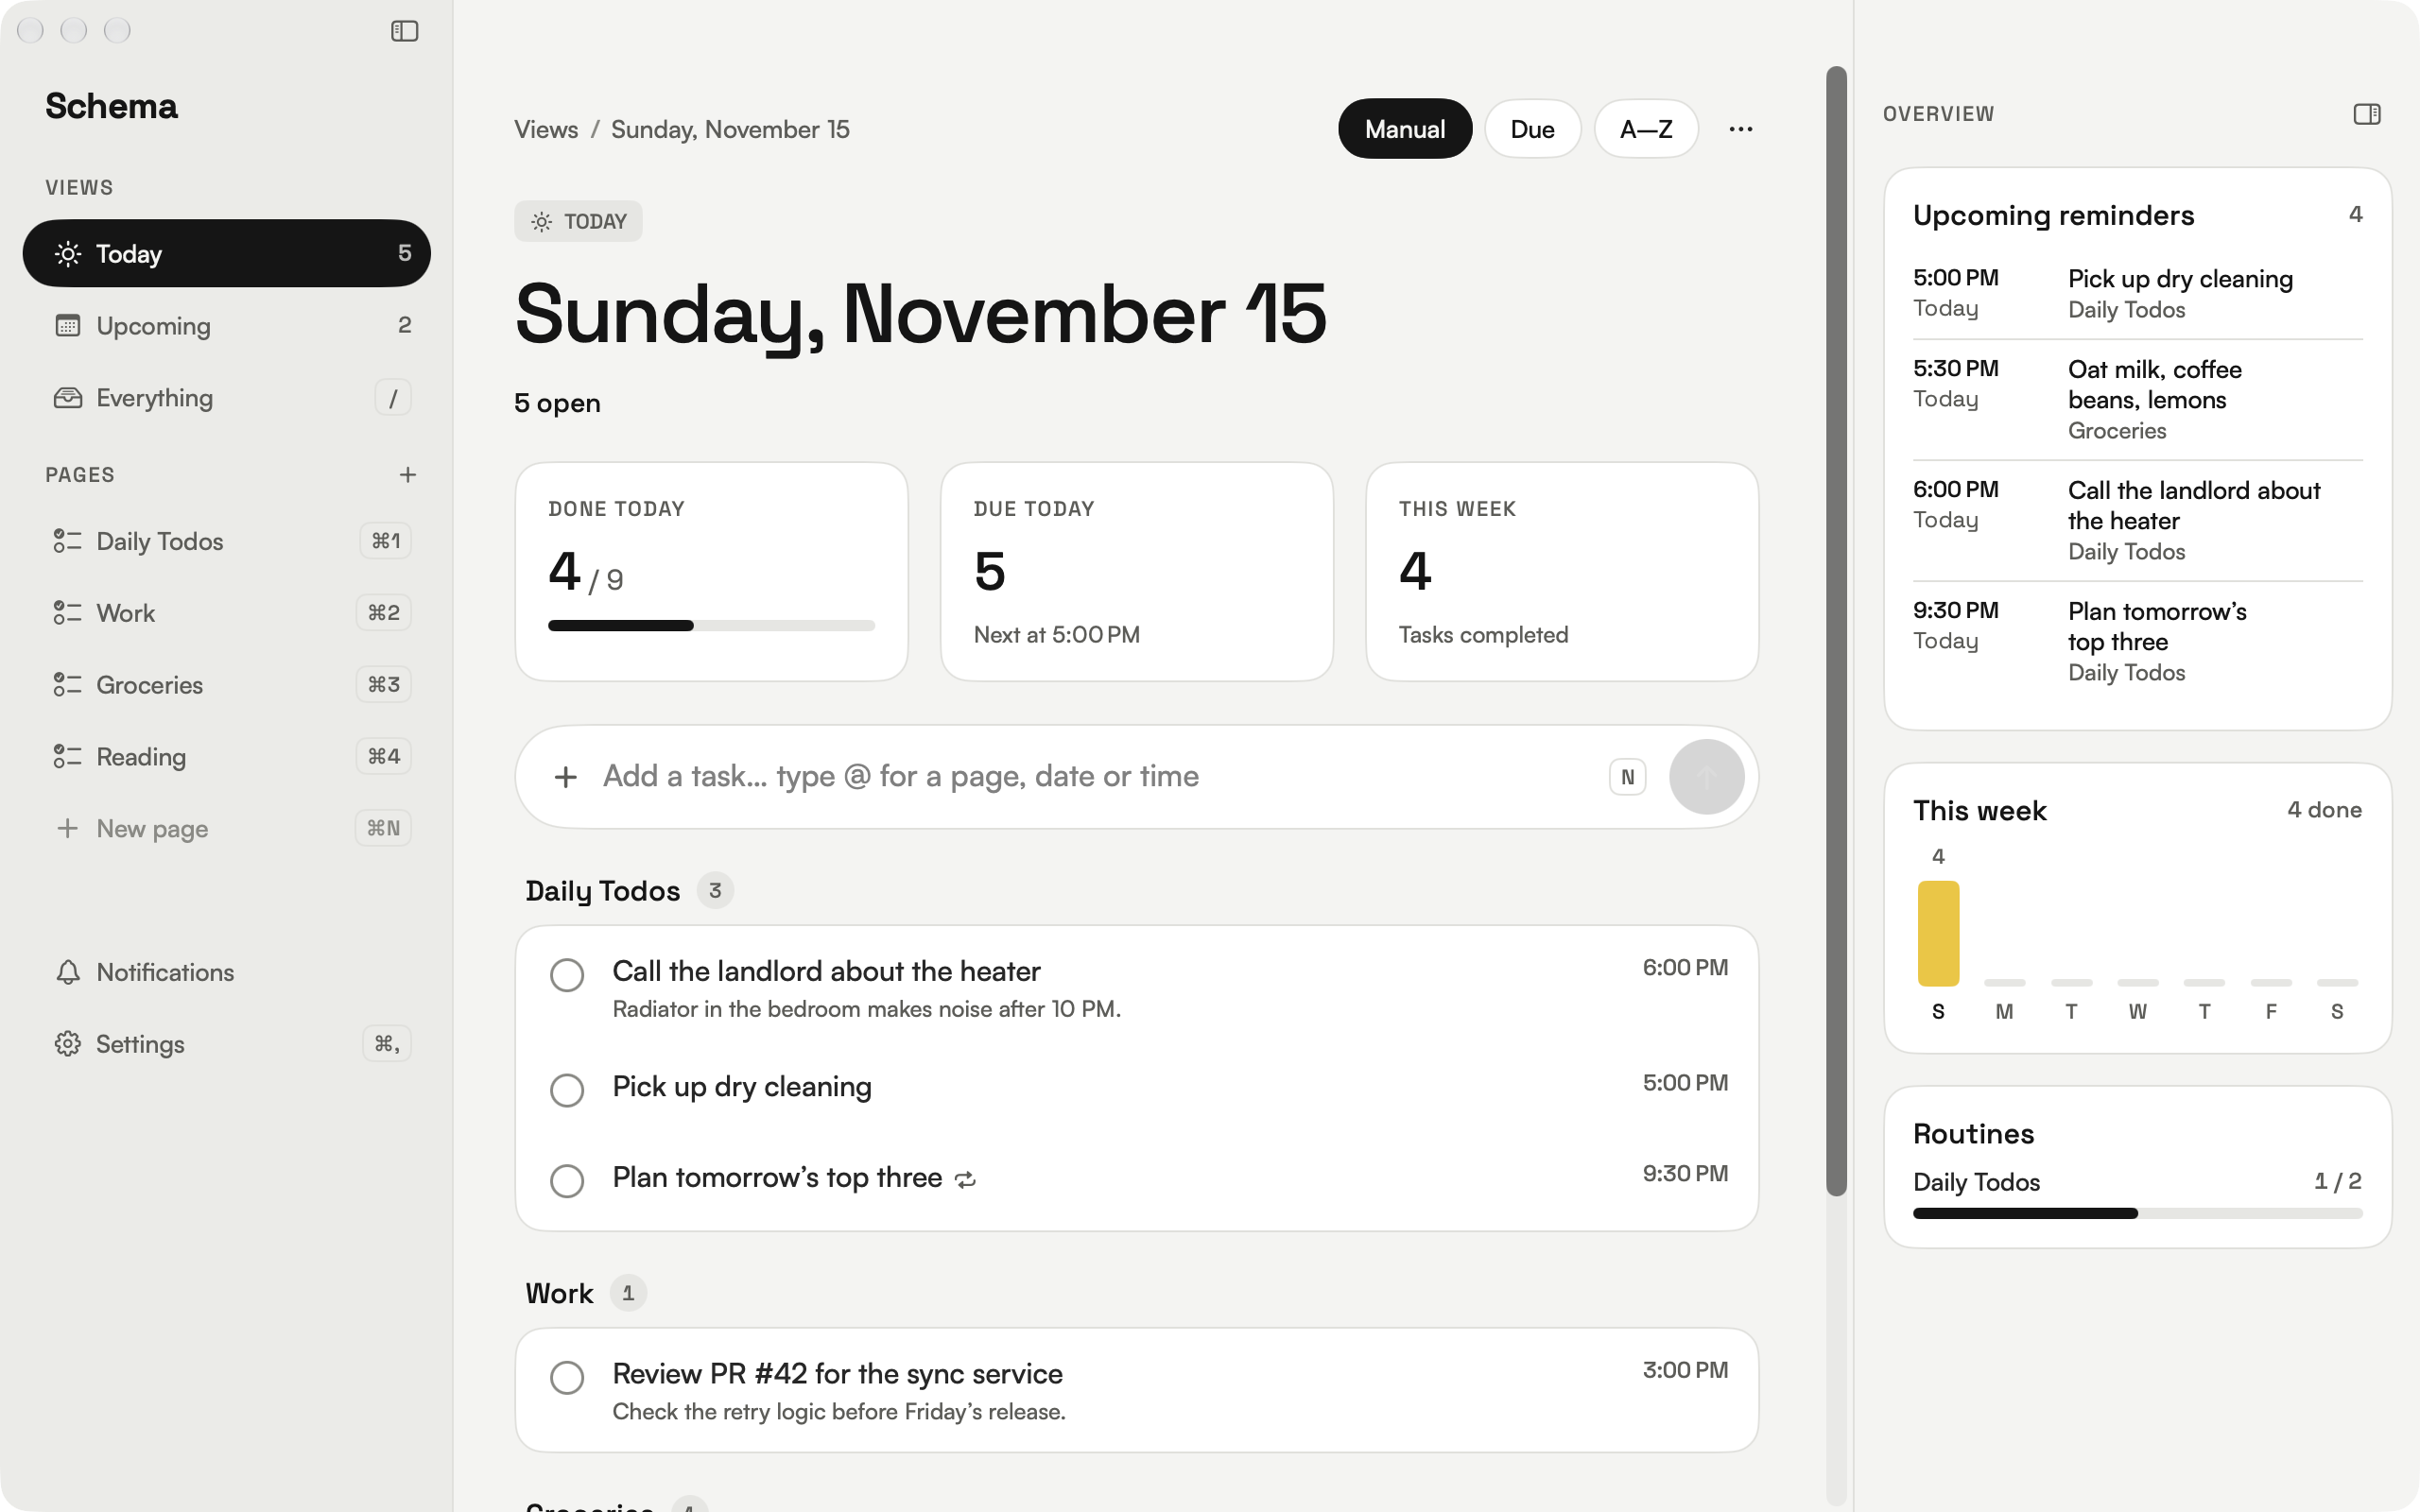 Schema
VIEWS
Today 5
Upcoming 2
Everything /
PAGES +
Daily Todos ⌘1
Work ⌘2
Groceries ⌘3
Reading ⌘4
+ New page ⌘N
Notifications
Settings ⌘,
Views / Sunday, November 15
Manual Due A—Z ···
TODAY
Sunday, November 15
5 open
DONE TODAY
4 / 9
DUE TODAY
5
Next at 5:00 PM
THIS WEEK
4
Tasks completed
+ Add a task... type @ for a page, date or time N
Daily Todos 3
Call the landlord about the heater 6:00 PM
Radiator in the bedroom makes noise after 10 PM.
Pick up dry cleaning 5:00 PM
Plan tomorrow’s top three 9:30 PM
Work 1
Review PR #42 for the sync service 3:00 PM
Check the retry logic before Friday’s release.
OVERVIEW
Upcoming reminders 4
5:00 PM Pick up dry cleaning
Today Daily Todos
5:30 PM Oat milk, coffee
Today beans, lemons
Groceries
6:00 PM Call the landlord about
Today the heater
Daily Todos
9:30 PM Plan tomorrow’s
Today top three
Daily Todos
This week 4 done
4
S M T W T F S
Routines
Daily Todos 1 / 2